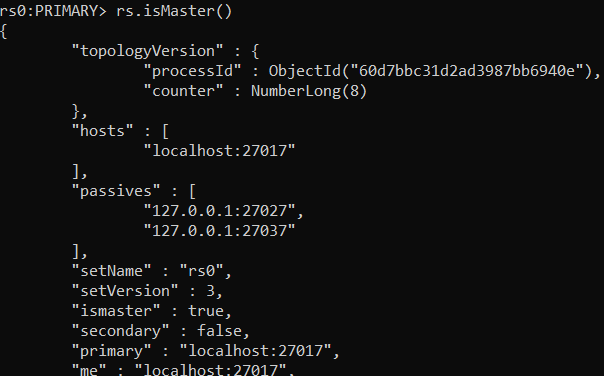 rs0:PRIMARY> rs.isMaster()
{
        "topologyVersion" : {
                "processId" : ObjectId("60d7bbc31d2ad3987bb6940e"),
                "counter" : NumberLong(8)
        },
        "hosts" : [
                "localhost:27017"
        ],
        "passives" : [
                "127.0.0.1:27027",
                "127.0.0.1:27037"
        ],
        "setName" : "rs0",
        "setVersion" : 3,
        "ismaster" : true,
        "secondary" : false,
        "primary" : "localhost:27017",
        "me" : "localhost:27017",